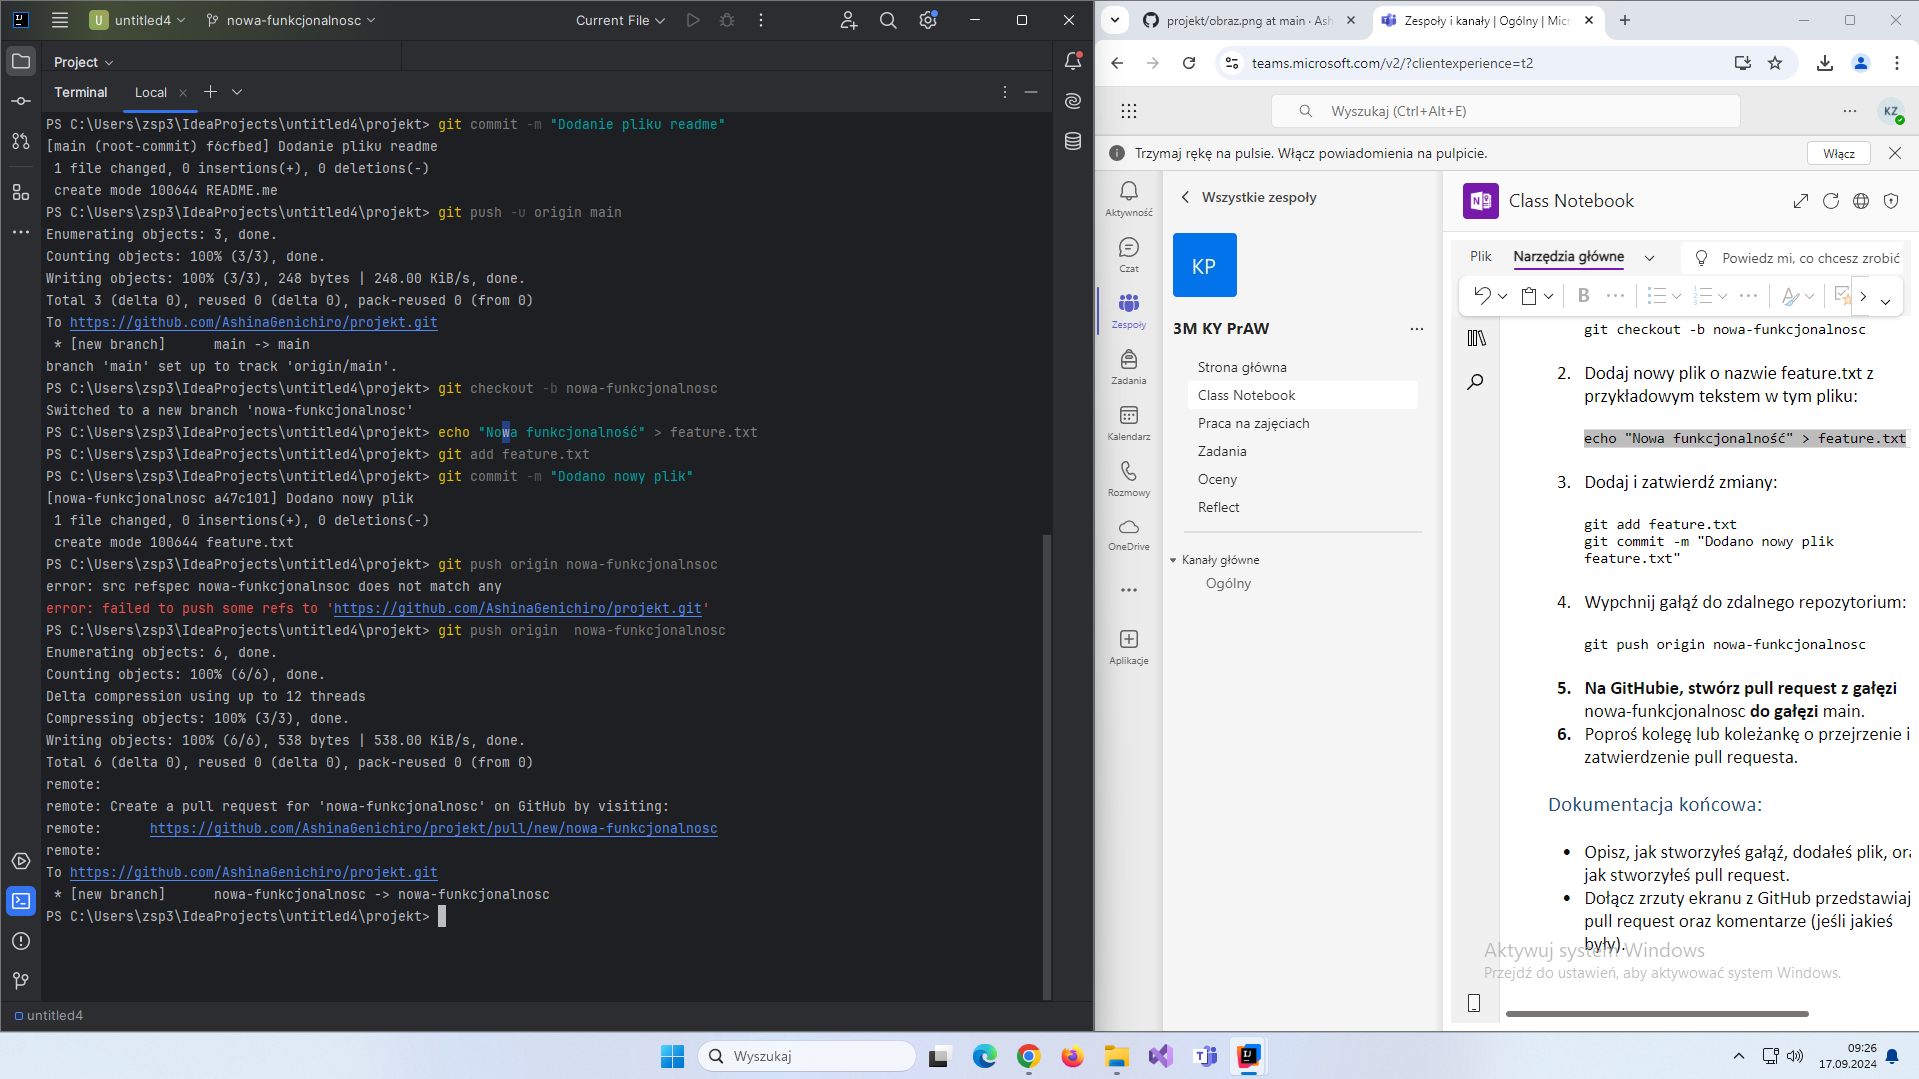 U untitled4
nowa-funkcjonalnosc
Current File
Project
Terminal
Local
PS C:\Users\zsp3\IdeaProjects\untitled4\projekt> git commit -m "Dodanie pliku readme"
[main (root-commit) f6cfbed] Dodanie pliku readme
1 file changed, 0 insertions(+), 0 deletions(-)
create mode 100644 README.me
PS C:\Users\zsp3\IdeaProjects\untitled4\projekt> git push -u origin main
Enumerating objects: 3, done.
Counting objects: 100% (3/3), done.
Writing objects: 100% (3/3), 248 bytes | 248.00 KiB/s, done.
Total 3 (delta 0), reused 0 (delta 0), pack-reused 0 (from 0)
To https://github.com/AshinaGenichiro/projekt.git
* [new branch]      main -> main
branch 'main' set up to track 'origin/main'.
PS C:\Users\zsp3\IdeaProjects\untitled4\projekt> git checkout -b nowa-funkcjonalnosc
Switched to a new branch 'nowa-funkcjonalnosc'
PS C:\Users\zsp3\IdeaProjects\untitled4\projekt> echo "Nowa funkcjonalność" > feature.txt
PS C:\Users\zsp3\IdeaProjects\untitled4\projekt> git add feature.txt
PS C:\Users\zsp3\IdeaProjects\untitled4\projekt> git commit -m "Dodano nowy plik"
[nowa-funkcjonalnosc a47c101] Dodano nowy plik
1 file changed, 0 insertions(+), 0 deletions(-)
create mode 100644 feature.txt
PS C:\Users\zsp3\IdeaProjects\untitled4\projekt> git push origin nowa-funkcjonalnsoc
error: src refspec nowa-funkcjonalnsoc does not match any
error: failed to push some refs to 'https://github.com/AshinaGenichiro/projekt.git'
PS C:\Users\zsp3\IdeaProjects\untitled4\projekt> git push origin  nowa-funkcjonalnosc
Enumerating objects: 6, done.
Counting objects: 100% (6/6), done.
Delta compression using up to 12 threads
Compressing objects: 100% (3/3), done.
Writing objects: 100% (6/6), 538 bytes | 538.00 KiB/s, done.
Total 6 (delta 0), reused 0 (delta 0), pack-reused 0 (from 0)
remote:
remote: Create a pull request for 'nowa-funkcjonalnosc' on GitHub by visiting:
remote:      https://github.com/AshinaGenichiro/projekt/pull/new/nowa-funkcjonalnosc
remote:
To https://github.com/AshinaGenichiro/projekt.git
* [new branch]      nowa-funkcjonalnosc -> nowa-funkcjonalnosc
PS C:\Users\zsp3\IdeaProjects\untitled4\projekt>
untitled4
projekt/obraz.png at main · Ash
Zespoły i kanały | Ogólny | Micr
teams.microsoft.com/v2/?clientexperience=t2
Wyszukaj (Ctrl+Alt+E)
KZ
Trzymaj rękę na pulsie. Włącz powiadomienia na pulpicie.
Włącz
Aktywność
Czat
Zespoły
Zadania
Kalendarz
Rozmowy
OneDrive
Aplikacje
Wszystkie zespoły
KP
3M KY PrAW
Strona główna
Class Notebook
Praca na zajęciach
Zadania
Oceny
Reflect
Kanały główne
Ogólny
Class Notebook
Plik
Narzędzia główne
Powiedz mi, co chcesz zrobić
B
git checkout -b nowa-funkcjonalnosc
2. Dodaj nowy plik o nazwie feature.txt z
przykładowym tekstem w tym pliku:
echo "Nowa funkcjonalność" > feature.txt
3. Dodaj i zatwierdź zmiany:
git add feature.txt
git commit -m "Dodano nowy plik
feature.txt"
4. Wypchnij gałąź do zdalnego repozytorium:
git push origin nowa-funkcjonalnosc
5. Na GitHubie, stwórz pull request z gałęzi
nowa-funkcjonalnosc do gałęzi main.
6. Poproś kolegę lub koleżankę o przejrzenie i
zatwierdzenie pull requesta.
Dokumentacja końcowa:
• Opisz, jak stworzyłeś gałąź, dodałeś plik, ora
jak stworzyłeś pull request.
• Dołącz zrzuty ekranu z GitHub przedstawiaj
pull request oraz komentarze (jeśli jakieś
były).
Aktywuj system Windows
Przejdź do ustawień, aby aktywować system Windows.
Wyszukaj
09:26
17.09.2024